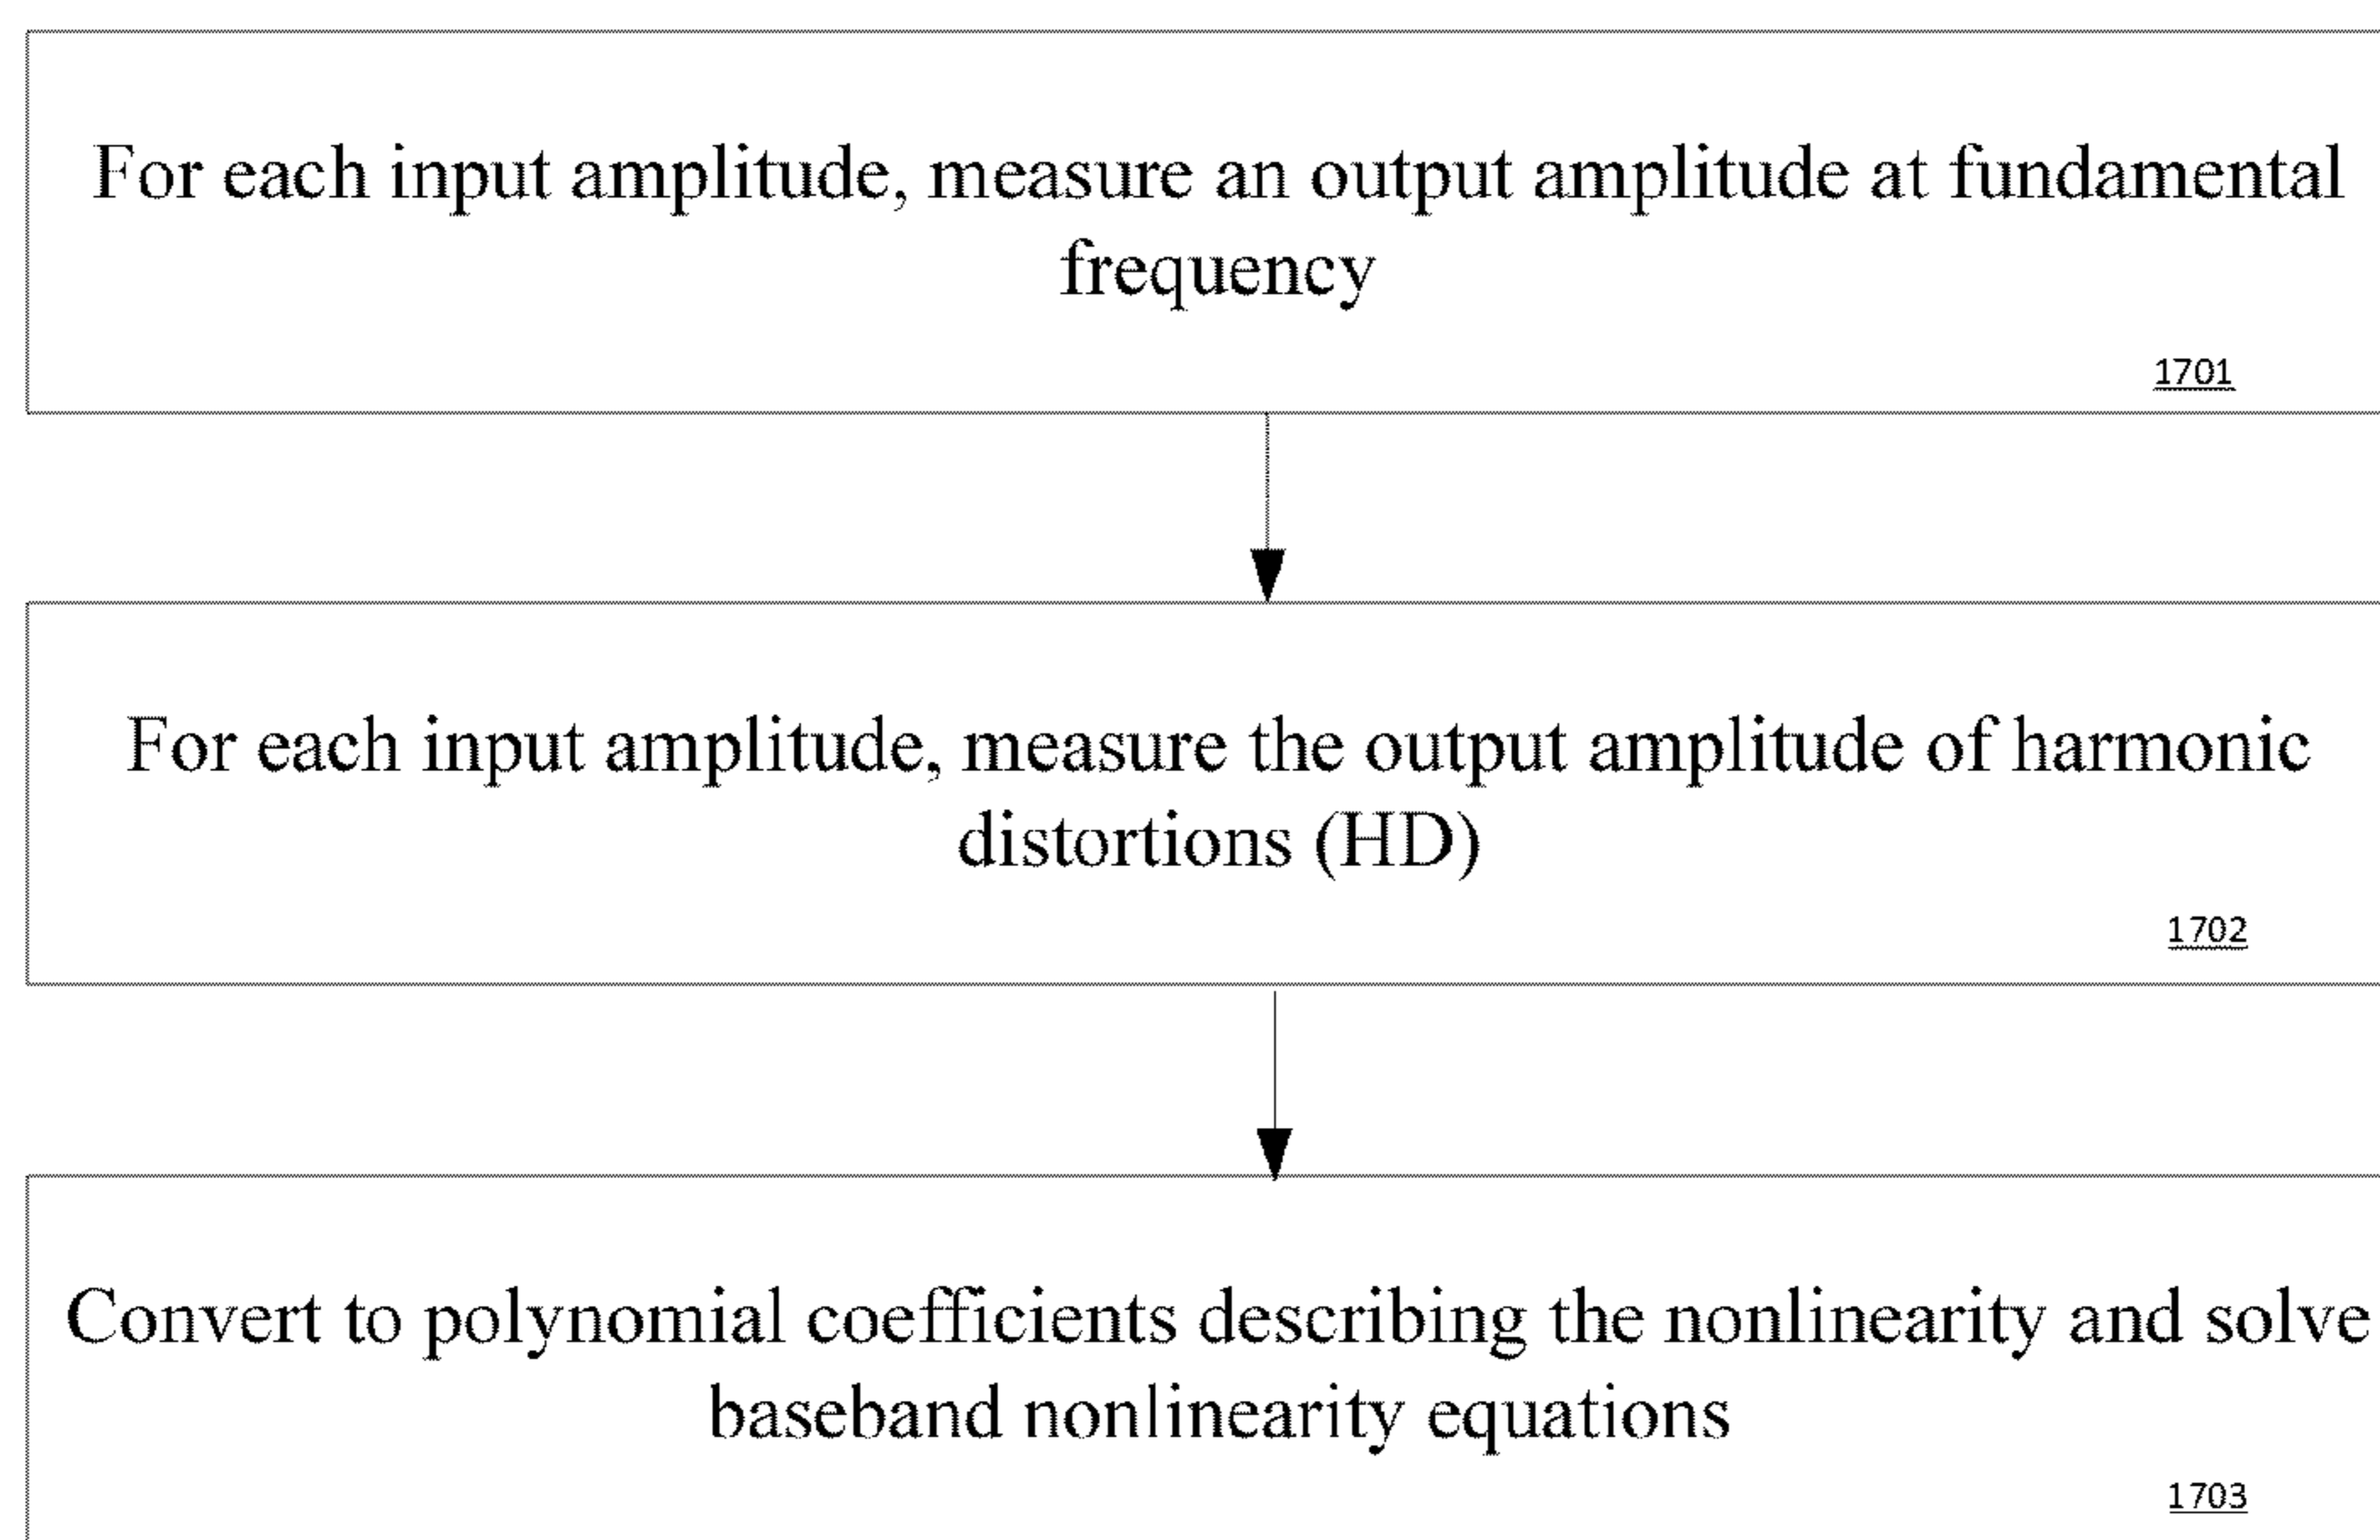 For each input amplitude, measure an output amplitude at fundamental
frequency
1701
For each input amplitude, measure the output amplitude of harmonic
distortions (HD)
1702
Convert to polynomial coefficients describing the nonlinearity and solve
baseband nonlinearity equations
1703